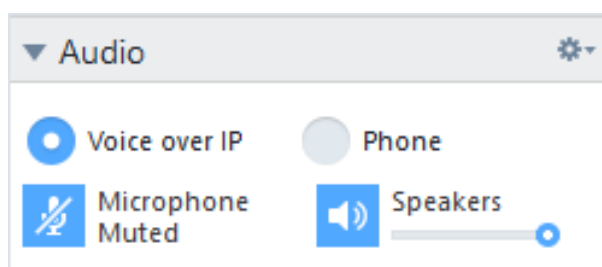 Audio
Voice over IP
Phone
Microphone
Muted
Speakers